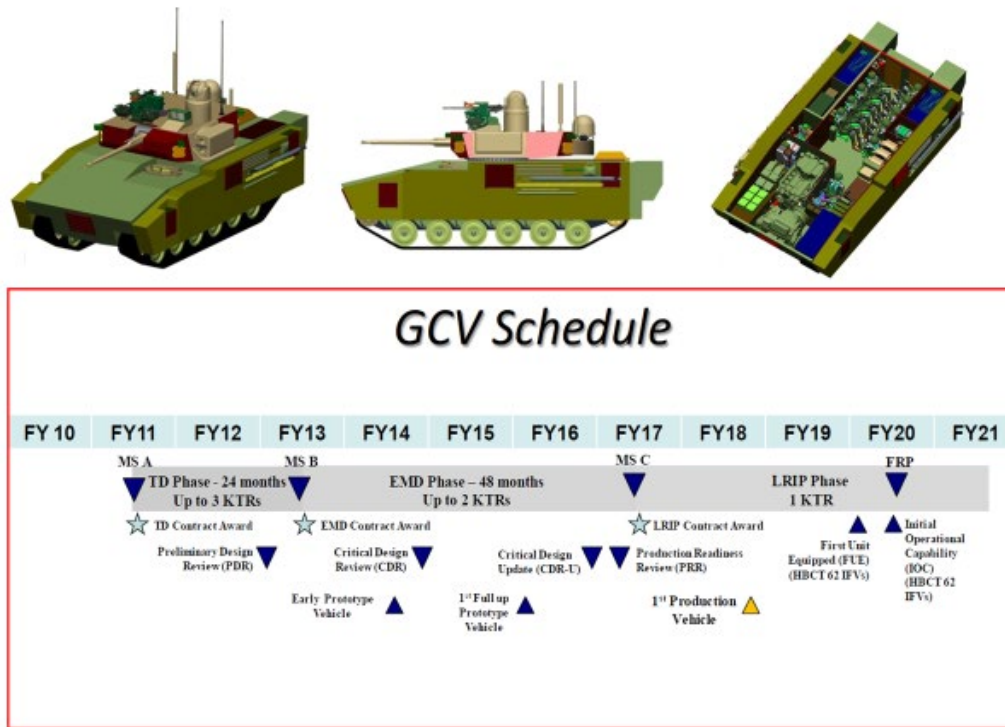 GCV Schedule
FY 10 FY11 FY12 FY13 FY14 FY15 FY16 FY17 FY18 FY19 FY20 FY21
MS A MS B MS C FRP
TD Phase - 24 months
Up to 3 KTRs
EMD Phase – 48 months
Up to 2 KTRs
LRIP Phase
1 KTR
TD Contract Award
EMD Contract Award
LRIP Contract Award
Preliminary Design
Review (PDR)
Critical Design
Review (CDR)
Critical Design
Update (CDR-U)
Production Readiness
Review (PRR)
First Unit
Equipped (FUE)
(HBCT 62 IFVs)
Initial
Operational
Capability
(IOC)
(HBCT 62
IFVs)
Early Prototype
Vehicle
1st Full up
Prototype
Vehicle
1st Production
Vehicle